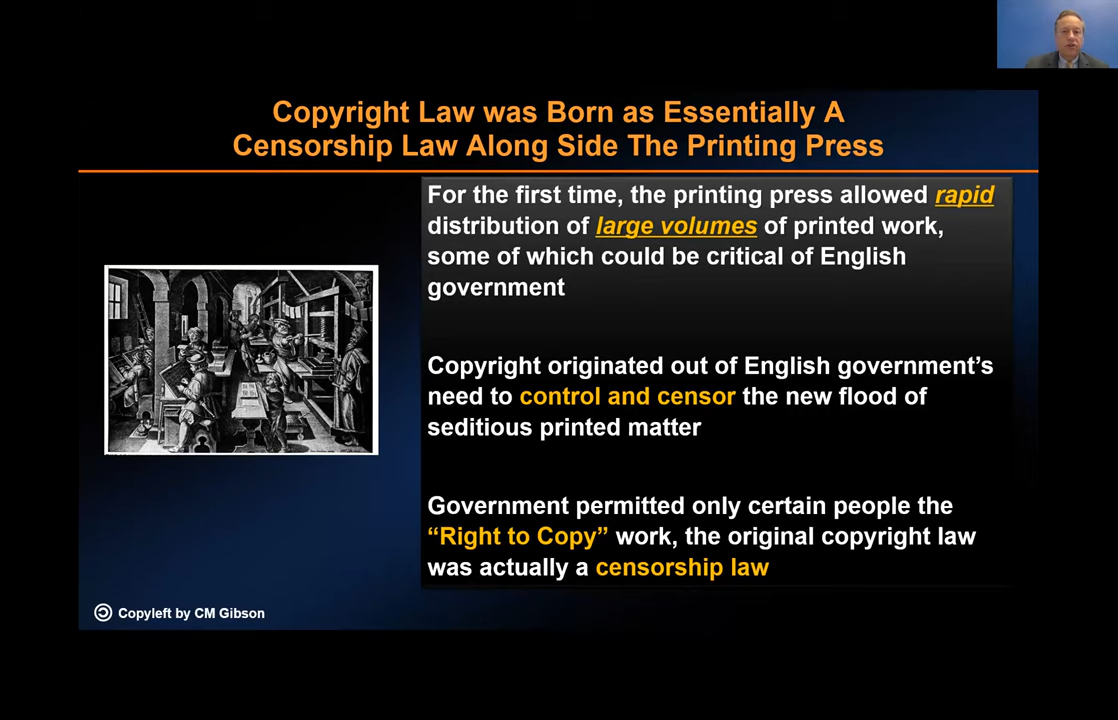 Copyright Law was Born as Essentially A
Censorship Law Along Side The Printing Press
For the first time, the printing press allowed rapid
distribution of large volumes of printed work,
some of which could be critical of English
government
Copyright originated out of English government’s
need to control and censor the new flood of
seditious printed matter
Government permitted only certain people the
“Right to Copy” work, the original copyright law
was actually a censorship law
Copyleft by CM Gibson